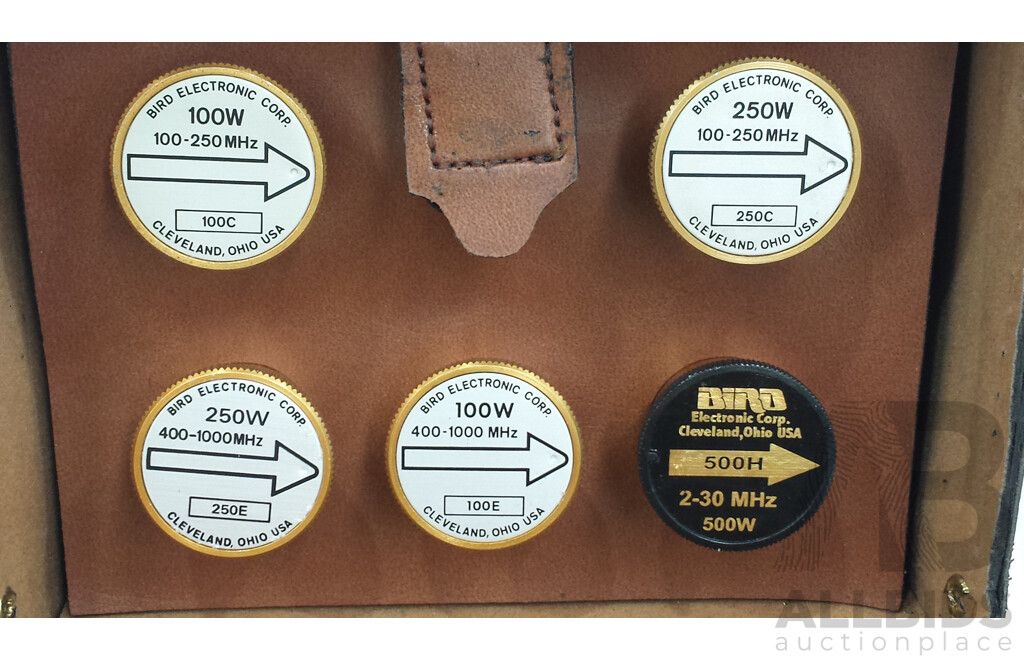 BIRD ELECTRONIC CORP.
100W
100-250 MHz
100C
CLEVELAND, OHIO USA
BIRD ELECTRONIC CORP.
250W
100-250 MHz
250C
CLEVELAND, OHIO USA
BIRD ELECTRONIC CORP.
250W
400-1000 MHz
250E
CLEVELAND, OHIO USA
BIRD ELECTRONIC CORP.
100W
400-1000 MHz
100E
CLEVELAND, OHIO USA
BIRD
Electronic Corp.
Cleveland,Ohio USA
500H
2-30 MHz
500W
B
ALLBIDS
auctionplace